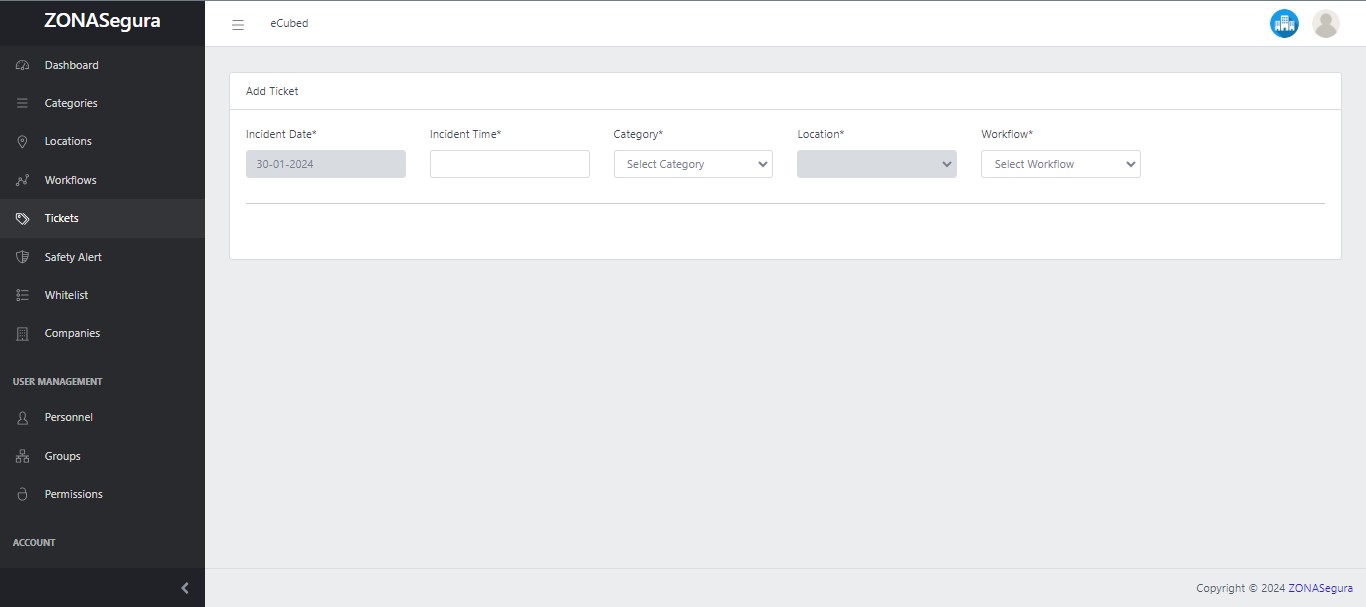 ZONASegura
eCubed
Dashboard
Categories
Locations
Workflows
Tickets
Safety Alert
Whitelist
Companies
USER MANAGEMENT
Personnel
Groups
Permissions
ACCOUNT
Add Ticket
Incident Date*
Incident Time*
Category*
Location*
Workflow*
30-01-2024
Select Category
Select Workflow
Copyright © 2024 ZONASegura